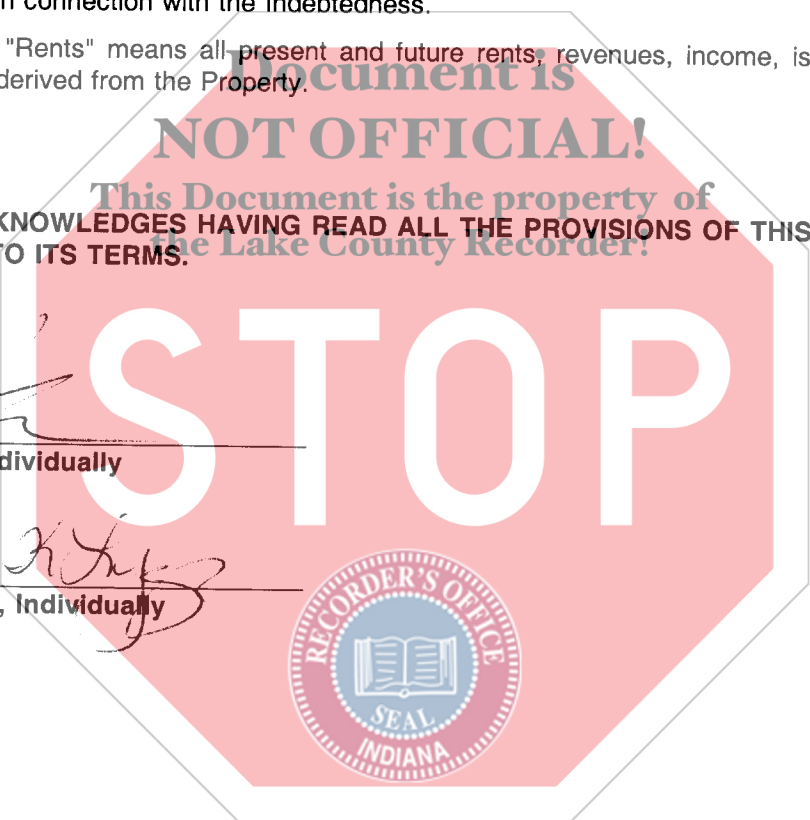 n connection with the Indebtedness.
"Rents" means all present and future rents, revenues, income, is
derived from the Property.
Document is
NOT OFFICIAL!
This Document is the property of
the Lake County Recorder!
KNOWLEDGES HAVING READ ALL THE PROVISIONS OF THIS
TO ITS TERMS.
STOP
dividually
, Individually
RECORDER'S OFFICE
SEAL
INDIANA